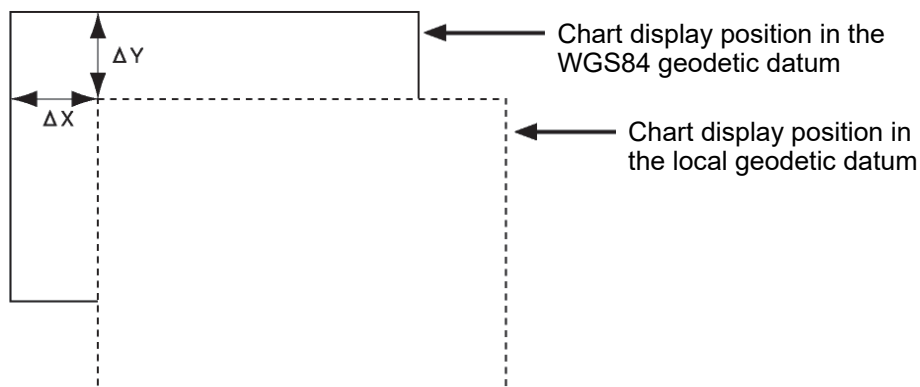 Chart display position in the
WGS84 geodetic datum
ΔY
ΔX
Chart display position in
the local geodetic datum